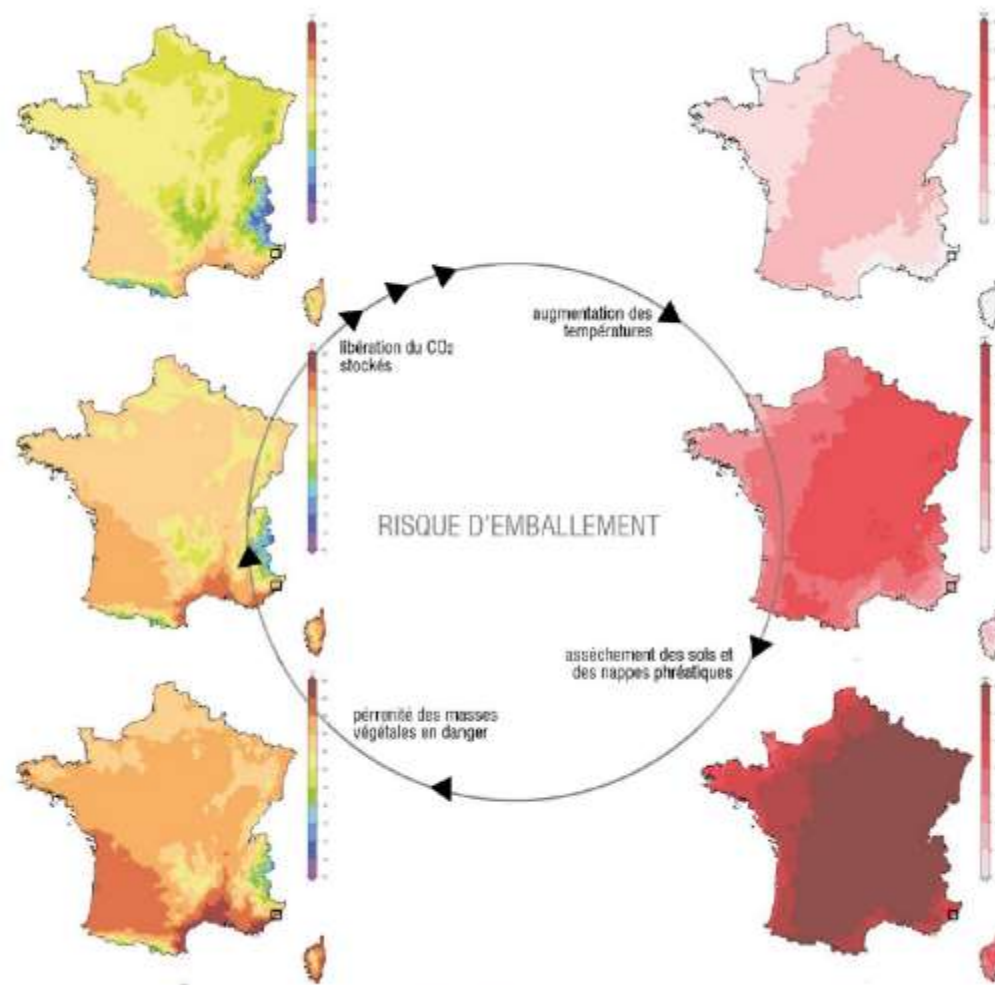 augmentation des
températures
libération du CO₂
stockés
RISQUE D'EMBALLEMENT
assèchement des sols et
des nappes phréatiques
pérennité des masses
végétales en danger